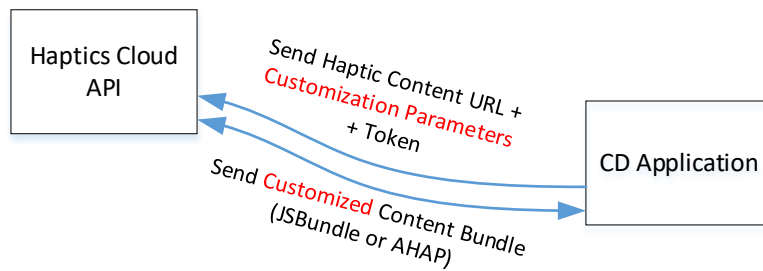 Haptics Cloud
API
Send Haptic Content URL +
Customization Parameters
+ Token
CD Application
Send Customized Content Bundle
(JSBundle or AHAP)